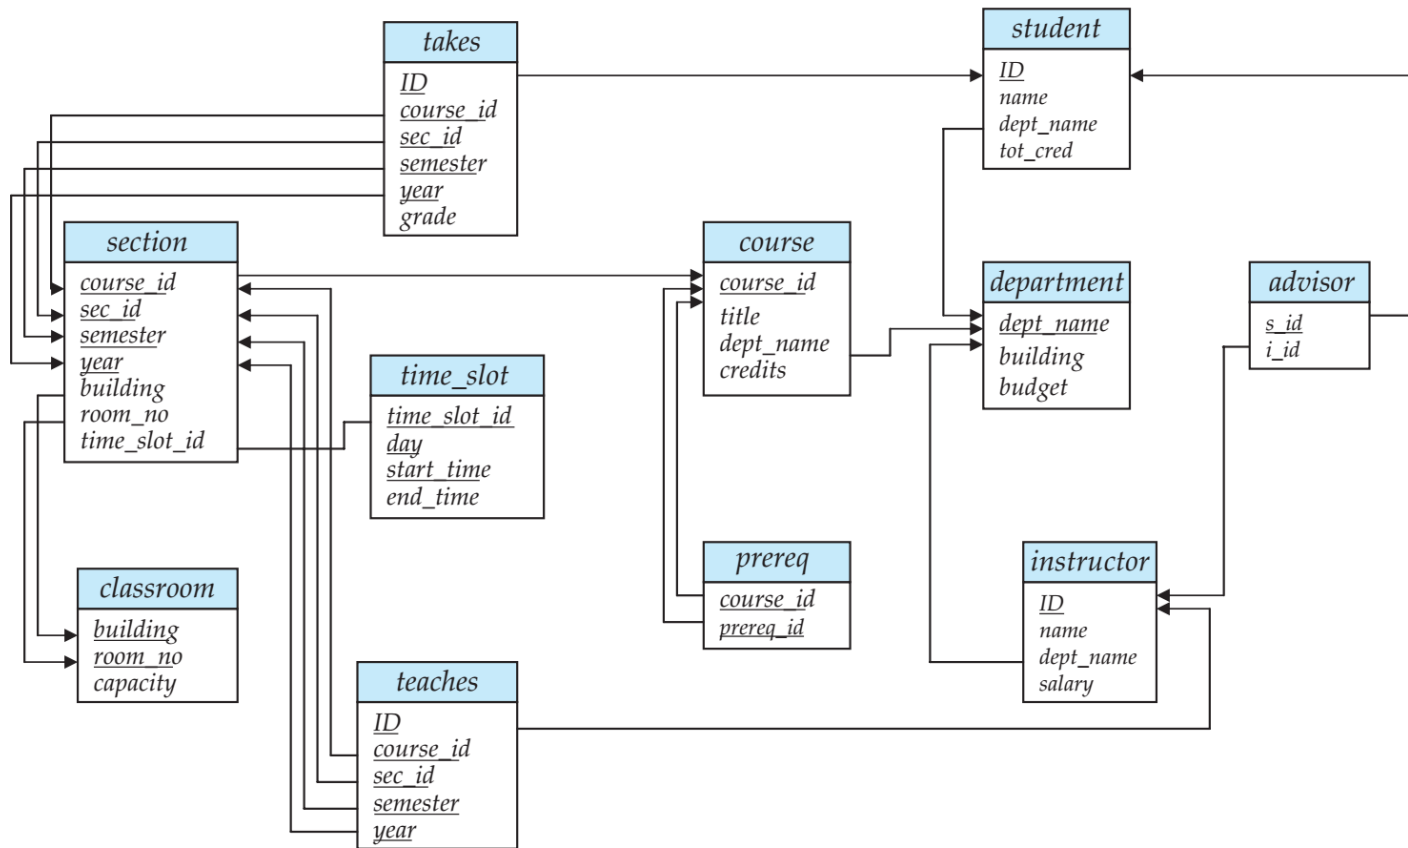 takes
ID
course_id
sec_id
semester
year
grade
student
ID
name
dept_name
tot_cred
section
course_id
sec_id
semester
year
building
room_no
time_slot_id
time_slot
time_slot_id
day
start_time
end_time
course
course_id
title
dept_name
credits
department
dept_name
building
budget
advisor
s_id
i_id
classroom
building
room_no
capacity
prereq
course_id
prereq_id
instructor
ID
name
dept_name
salary
teaches
ID
course_id
sec_id
semester
year